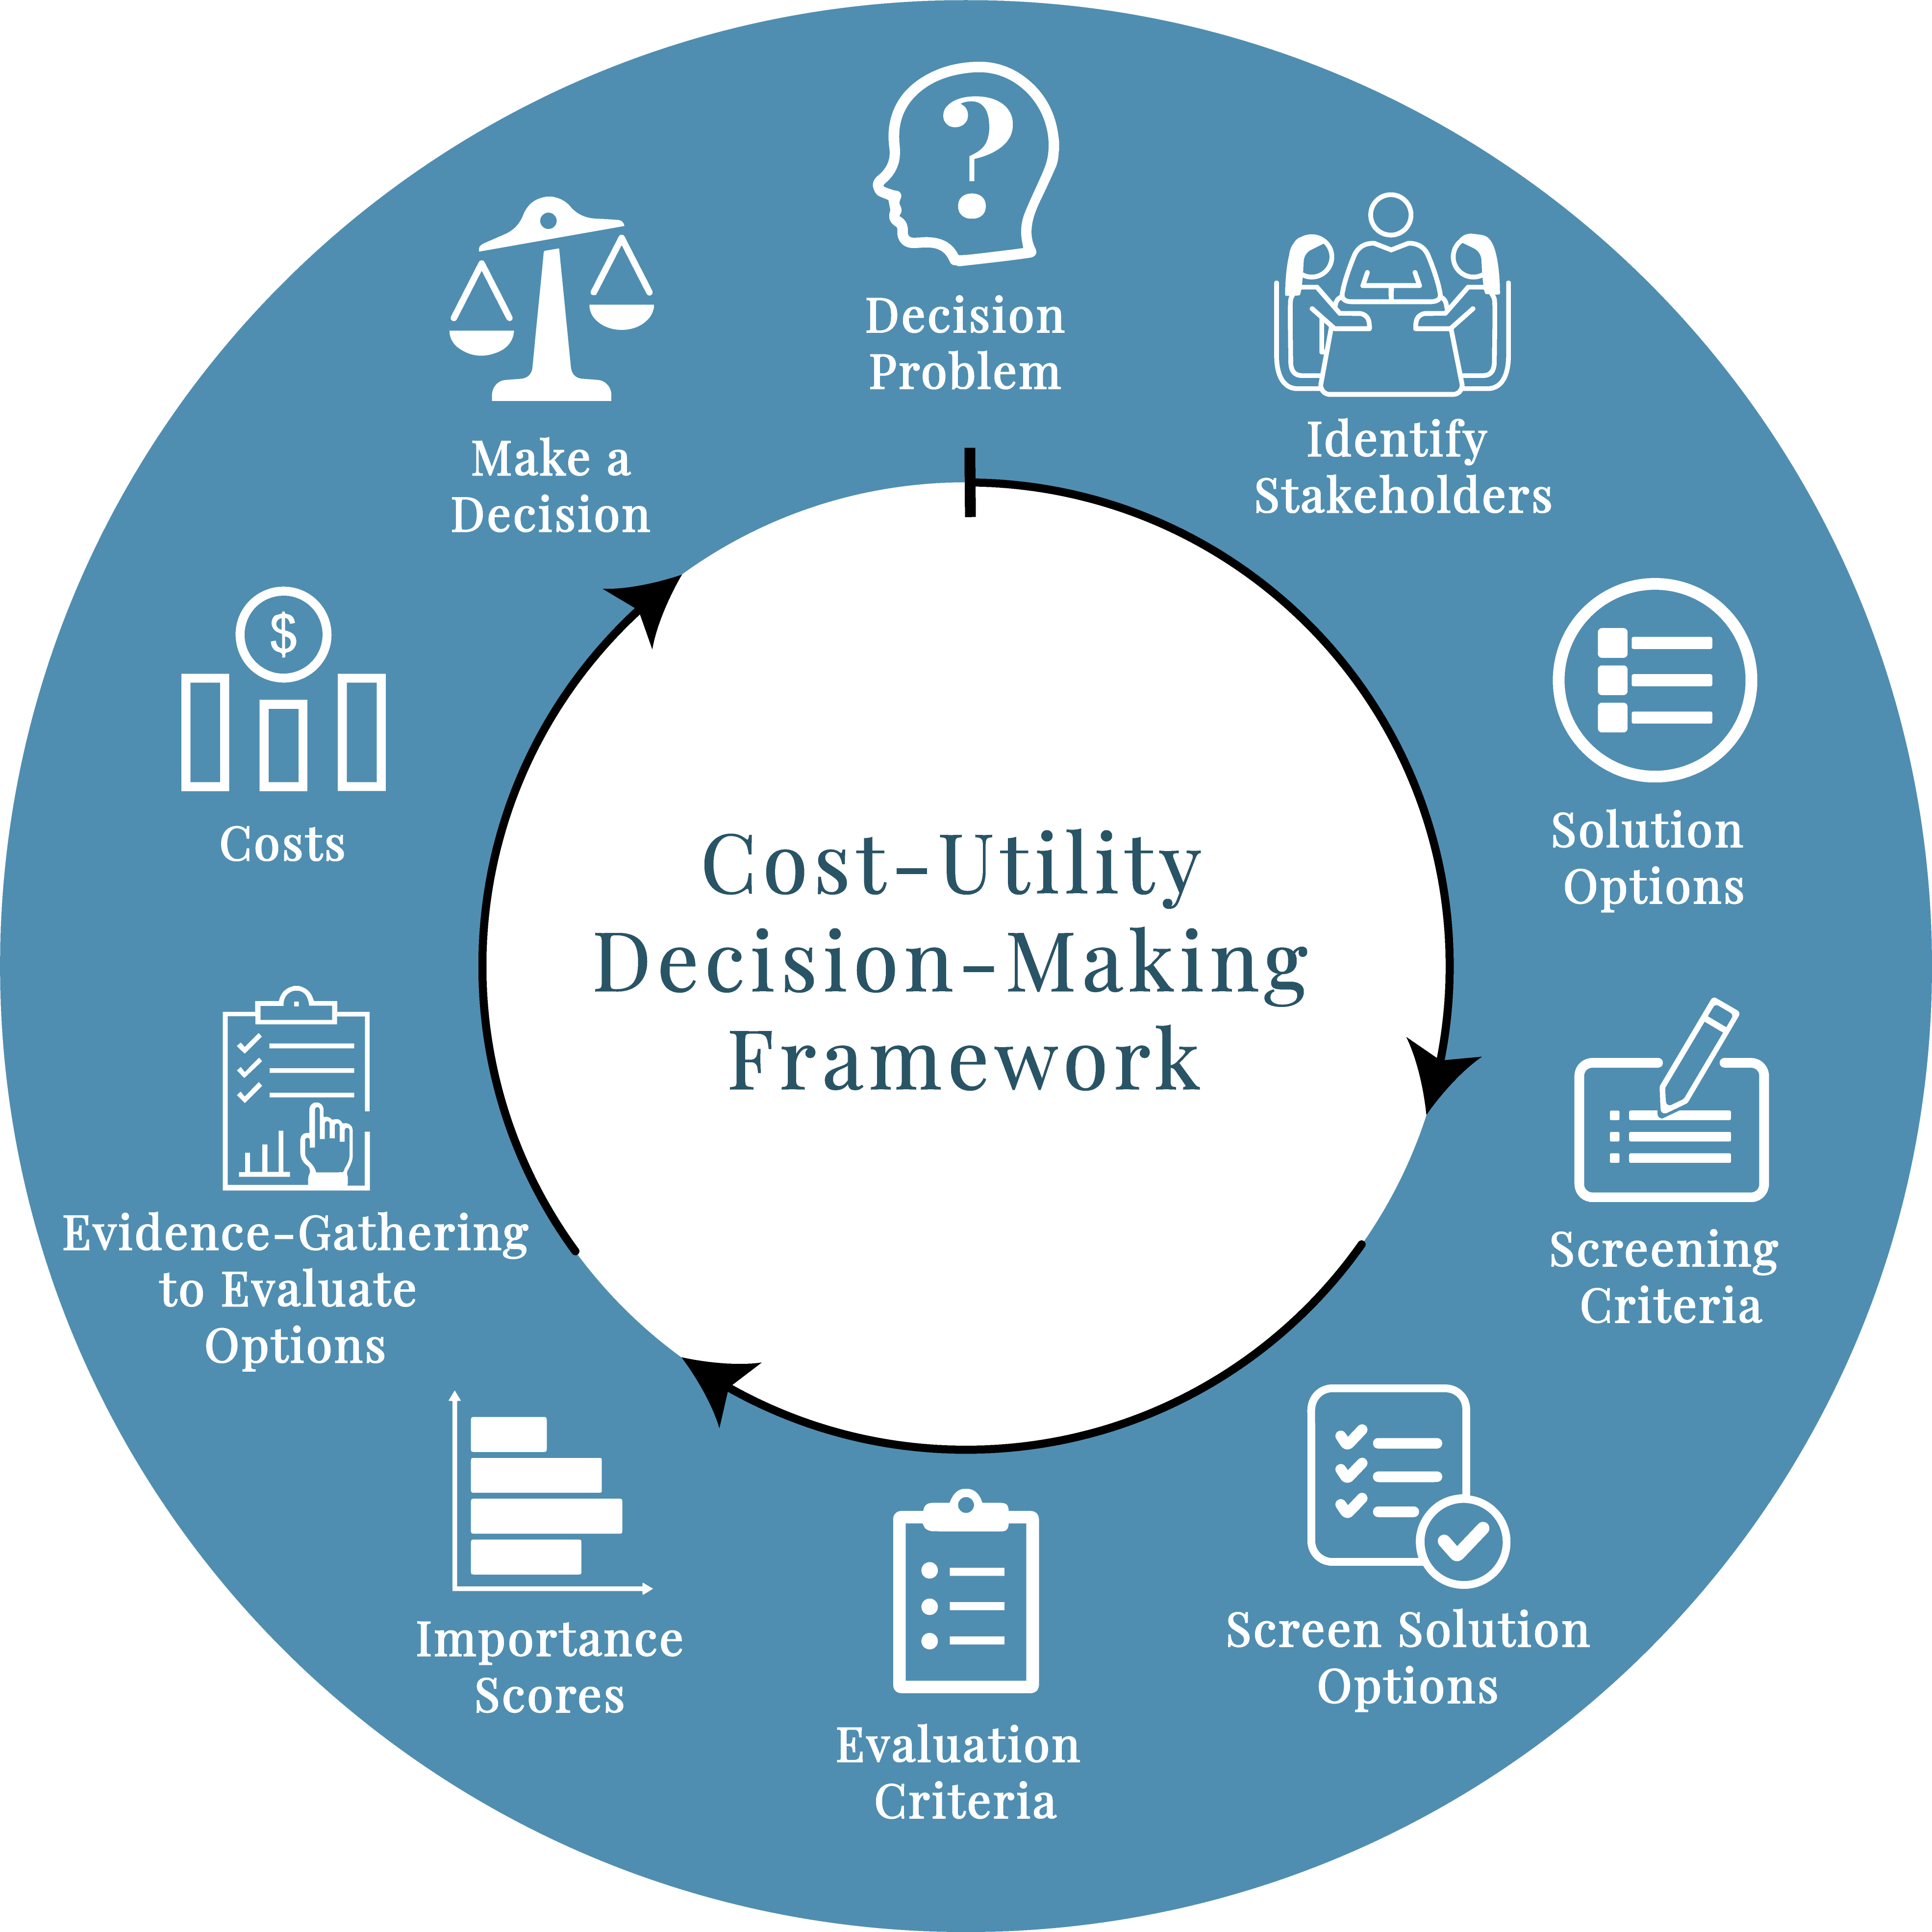 ?
Decision
Problem
Identify
Stakeholders
Solution
Options
Screening
Criteria
Screen Solution
Options
Evaluation
Criteria
Importance
Scores
Evidence-Gathering
to Evaluate
Options
$
Costs
Make a
Decision
Cost-Utility
Decision-Making
Framework